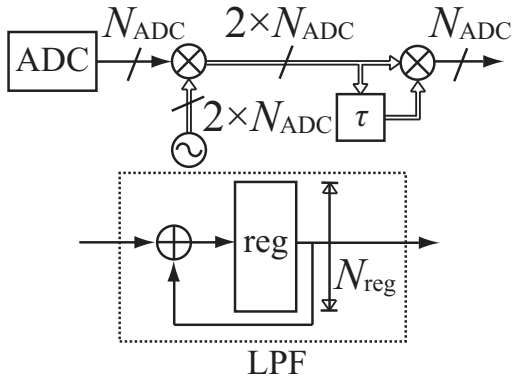 N_ADC 2×N_ADC N_ADC
ADC
2×N_ADC τ
reg
N_reg
LPF